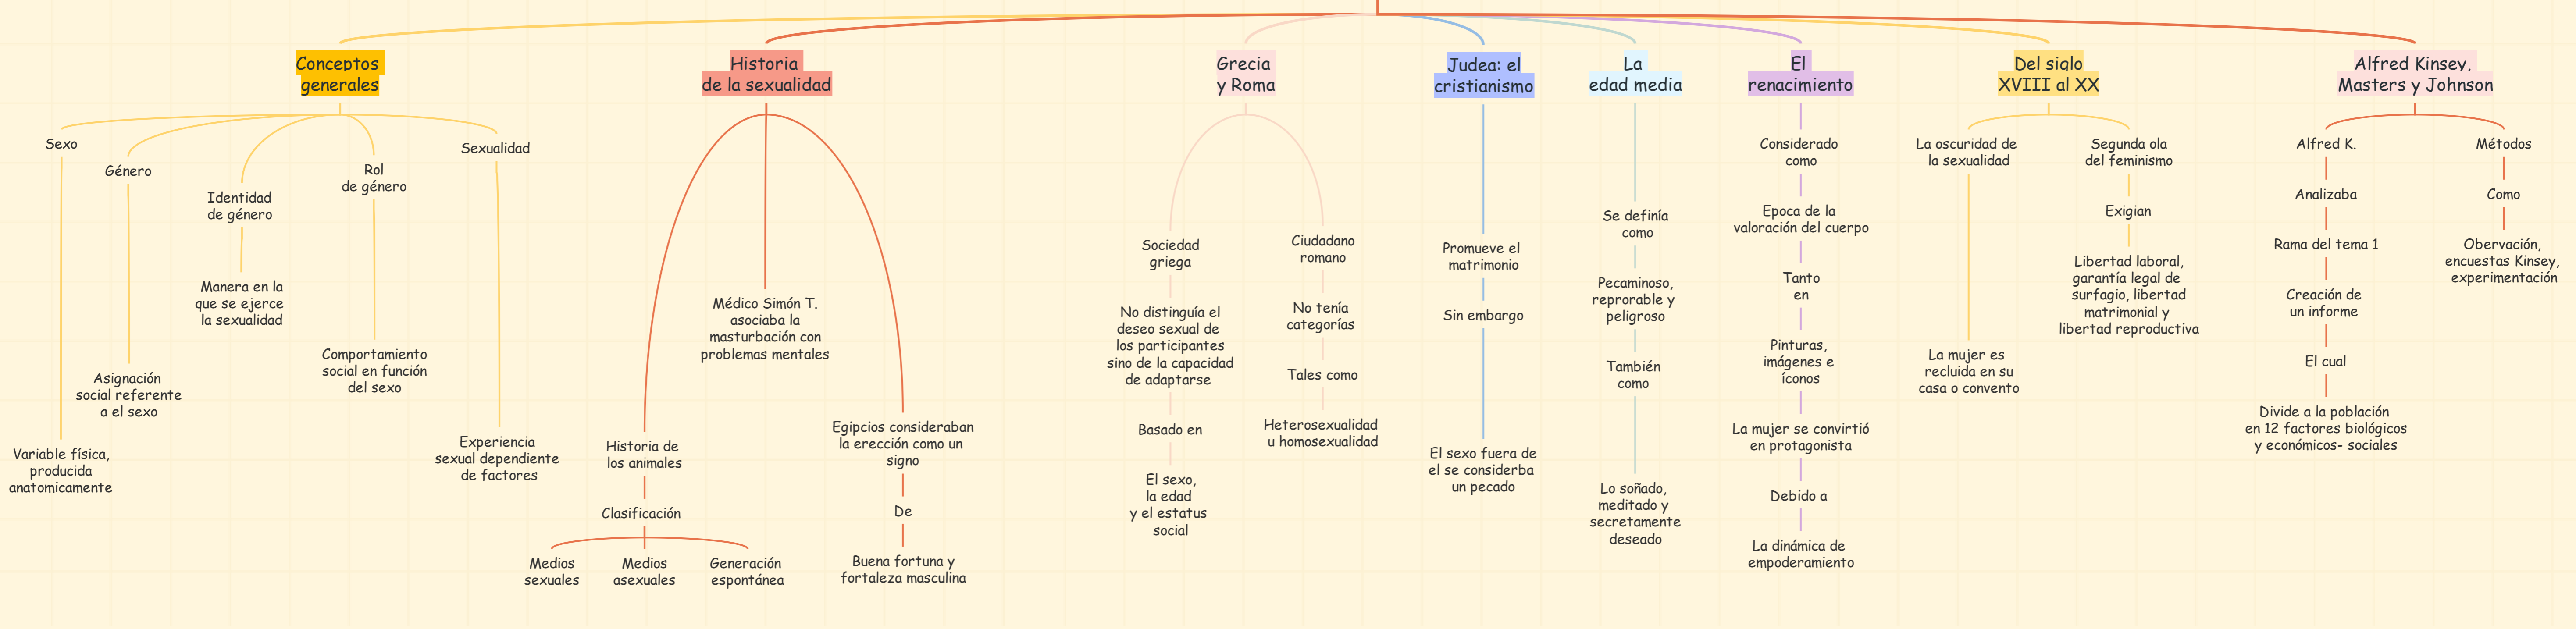 Conceptos
generales
Sexo
Variable física,
producida
anatomicamente
Género
Asignación
social referente
a el sexo
Identidad
de género
Manera en la
que se ejerce
la sexualidad
Rol
de género
Comportamiento
social en función
del sexo
Sexualidad
Experiencia
sexual dependiente
de factores
Historia
de la sexualidad
Historia de
los animales
Clasificación
Medios
sexuales
Medios
asexuales
Generación
espontánea
Médico Simón T.
asociaba la
masturbación con
problemas mentales
Egipcios consideraban
la erección como un
signo
De
Buena fortuna y
fortaleza masculina
Grecia
y Roma
Sociedad
griega
No distinguía el
deseo sexual de
los participantes
sino de la capacidad
de adaptarse
Basado en
El sexo,
la edad
y el estatus
social
Ciudadano
romano
No tenía
categorías
Tales como
Heterosexualidad
u homosexualidad
Judea: el
cristianismo
Promueve el
matrimonio
Sin embargo
El sexo fuera de
el se considerba
un pecado
La
edad media
Se definía
como
Pecaminoso,
reprorable y
peligroso
También
como
Lo soñado,
meditado y
secretamente
deseado
El
renacimiento
Considerado
como
Epoca de la
valoración del cuerpo
Tanto
en
Pinturas,
imágenes e
íconos
La mujer se convirtió
en protagonista
Debido a
La dinámica de
empoderamiento
Del siglo
XVIII al XX
La oscuridad de
la sexualidad
La mujer es
recluida en su
casa o convento
Segunda ola
del feminismo
Exigian
Libertad laboral,
garantía legal de
surfagio, libertad
matrimonial y
libertad reproductiva
Alfred Kinsey,
Masters y Johnson
Alfred K.
Analizaba
Rama del tema 1
Creación de
un informe
El cual
Divide a la población
en 12 factores biológicos
y económicos- sociales
Métodos
Como
Obervación,
encuestas Kinsey,
experimentación